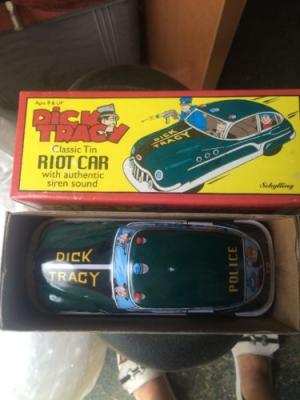 Ages 8 & UP
DICK
TRACY
Classic Tin
RIOT CAR
with authentic
siren sound
DICK
TRACY
Schylling
DICK
TRACY
POLICE